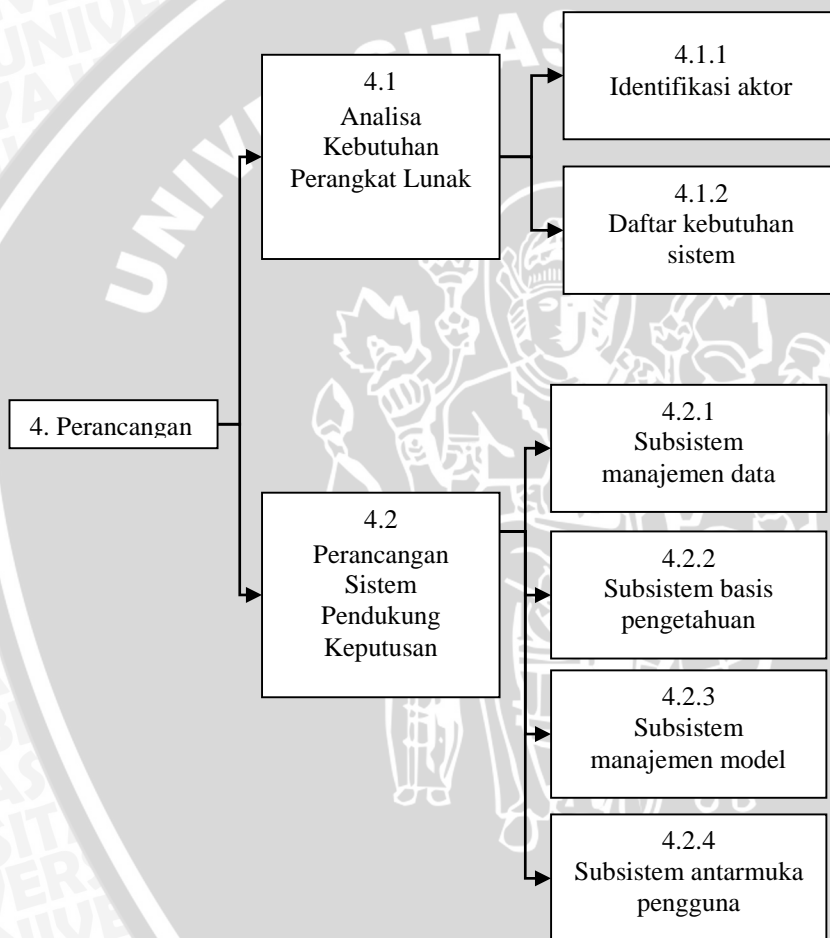 4. Perancangan
4.1
Analisa
Kebutuhan
Perangkat Lunak
4.1.1
Identifikasi aktor
4.1.2
Daftar kebutuhan
sistem
4.2
Perancangan
Sistem
Pendukung
Keputusan
4.2.1
Subsistem
manajemen data
4.2.2
Subsistem basis
pengetahuan
4.2.3
Subsistem
manajemen model
4.2.4
Subsistem antarmuka
pengguna